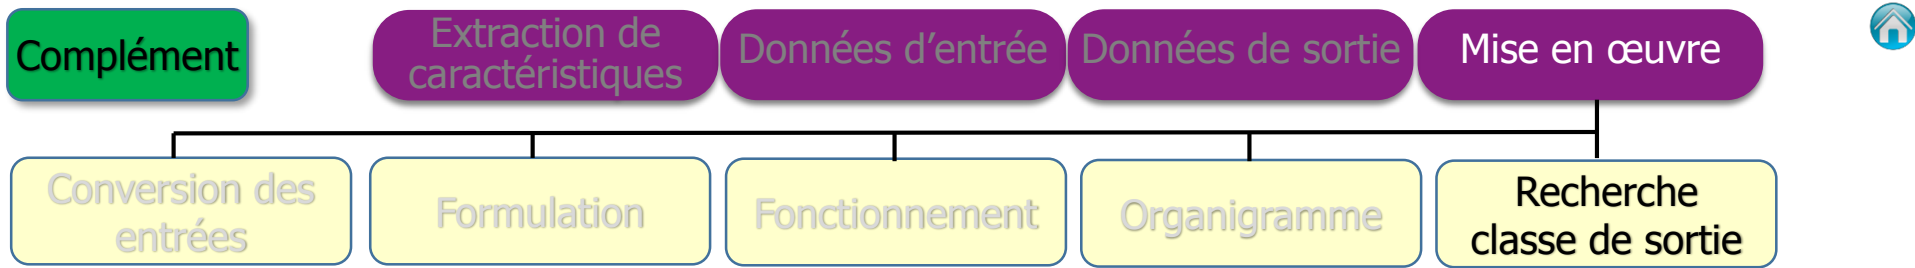 Complément
Extraction de
caractéristiques
Données d’entrée
Données de sortie
Mise en œuvre
Conversion des
entrées
Formulation
Fonctionnement
Organigramme
Recherche
classe de sortie